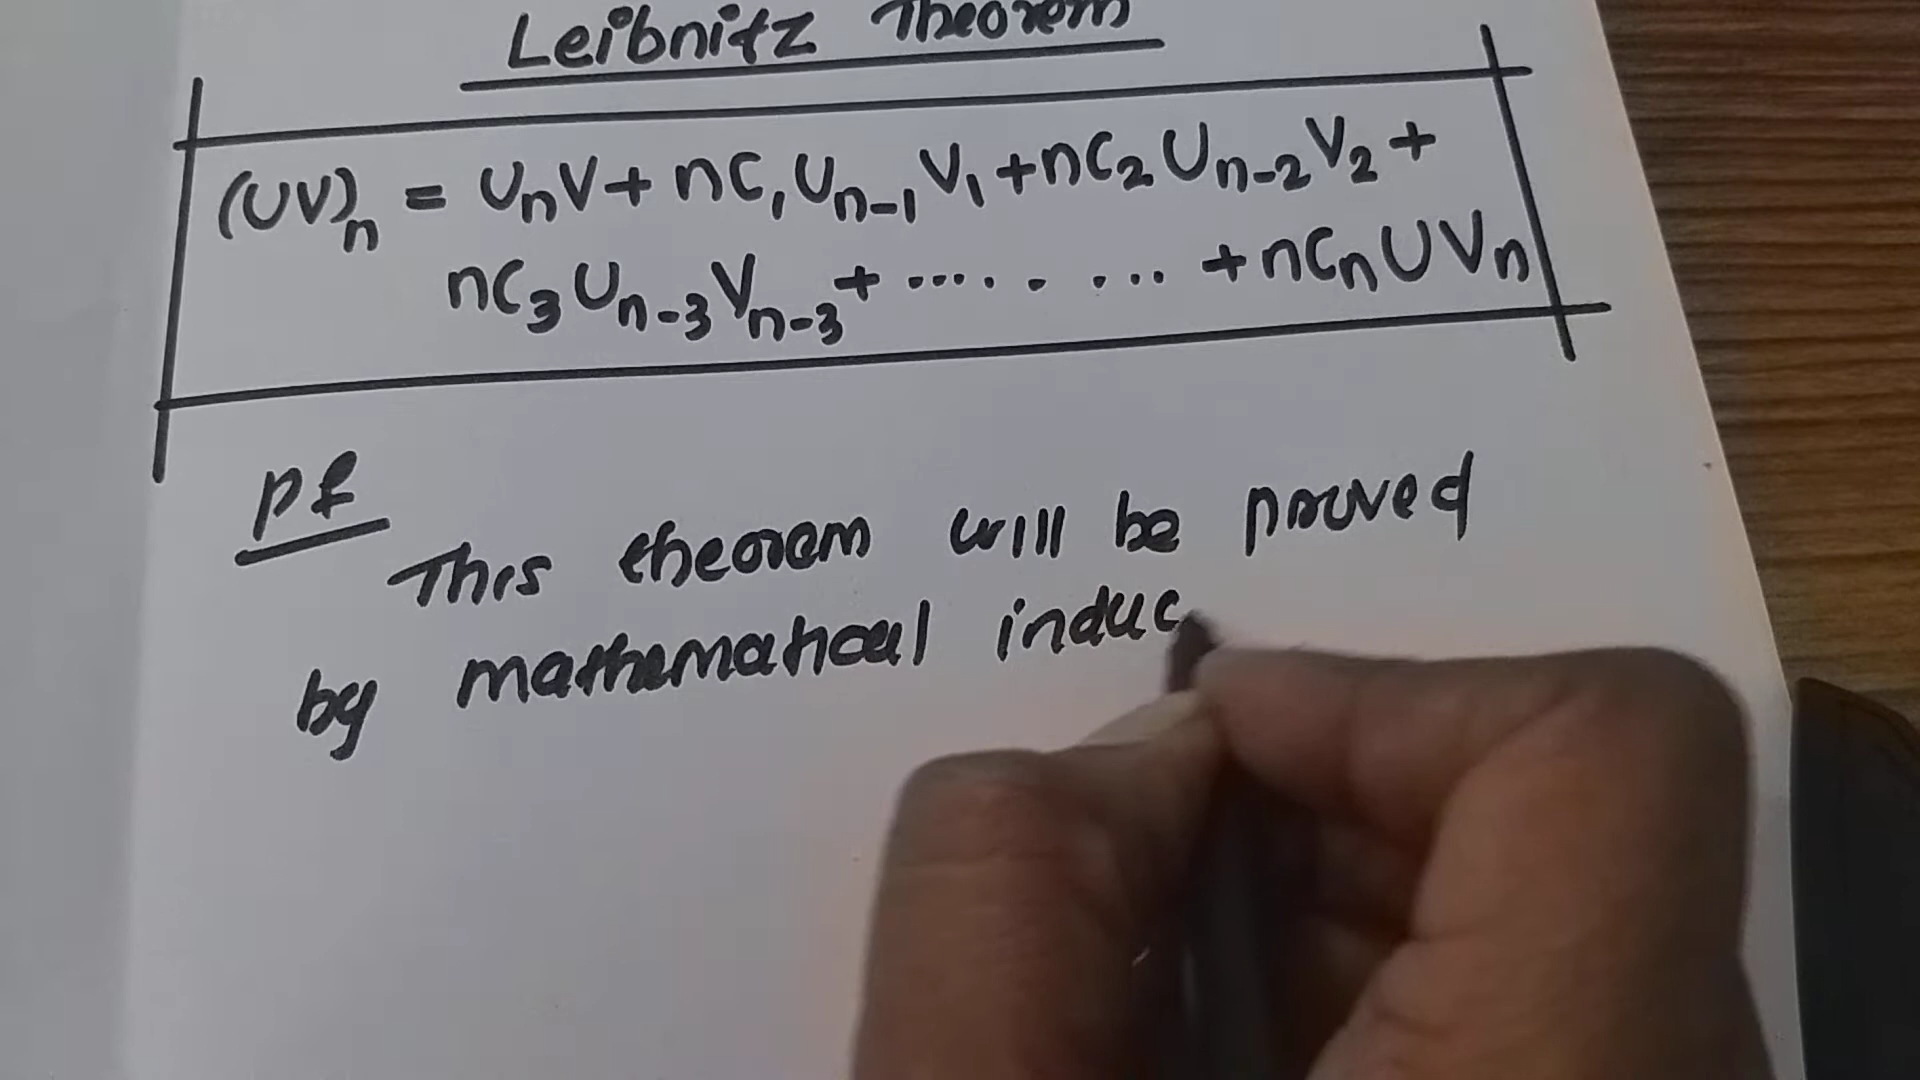 Leibnitz Theorem
(UV)n = UnV + nC1Un-1V1 + nC2Un-2V2 +
nC3Un-3Vn-3 + ......... + nCnUVn
Pf
This theorem will be proved
by mathematical induc